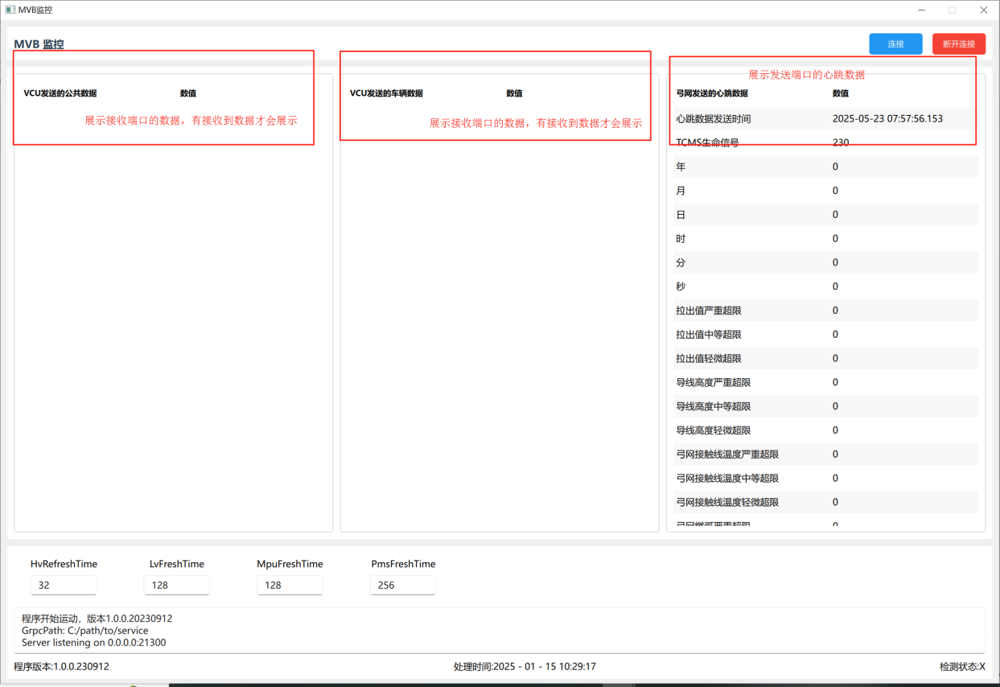 MVB监控
MVB 监控
连接
断开连接
VCU发送的公共数据 数值
展示接收端口的数据，有接收到数据才会展示
VCU发送的车辆数据 数值
展示接收端口的数据，有接收到数据才会展示
展示发送端口的心跳数据
弓网发送的心跳数据 数值
心跳数据发送时间 2025-05-23 07:57:56.153
TCMS生命信号 230
年 0
月 0
日 0
时 0
分 0
秒 0
拉出值严重超限 0
拉出值中等超限 0
拉出值轻微超限 0
导线高度严重超限 0
导线高度中等超限 0
导线高度轻微超限 0
弓网接触线温度严重超限 0
弓网接触线温度中等超限 0
弓网接触线温度轻微超限 0
弓网燃弧严重超限 0
HvRefreshTime LvFreshTime MpuFreshTime PmsFreshTime
32 128 128 256
程序开始运动，版本1.0.0.20230912
GrpcPath: C:/path/to/service
Server listening on 0.0.0.0:21300
程序版本:1.0.0.230912 处理时间:2025 - 01 - 15 10:29:17 检测状态:X